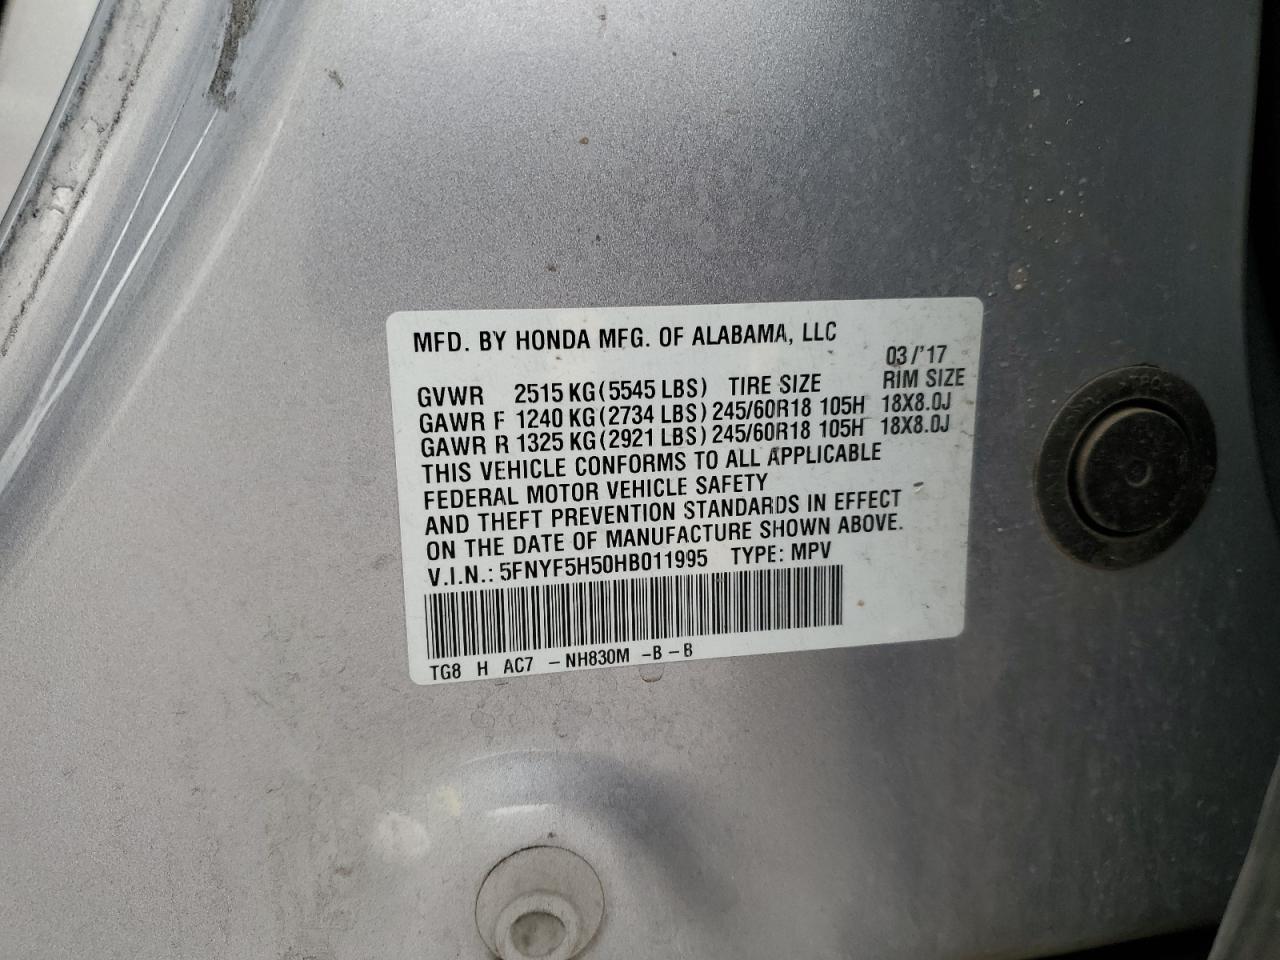 MFD. BY HONDA MFG. OF ALABAMA, LLC
03/'17
GVWR 2515 KG (5545 LBS) TIRE SIZE RIM SIZE
GAWR F 1240 KG (2734 LBS) 245/60R18 105H 18X8.0J
GAWR R 1325 KG (2921 LBS) 245/60R18 105H 18X8.0J
THIS VEHICLE CONFORMS TO ALL APPLICABLE
FEDERAL MOTOR VEHICLE SAFETY
AND THEFT PREVENTION STANDARDS IN EFFECT
ON THE DATE OF MANUFACTURE SHOWN ABOVE.
V.I.N.: 5FNYF5H50HB011995 TYPE: MPV
TG8 H AC7 -NH830M -B-B